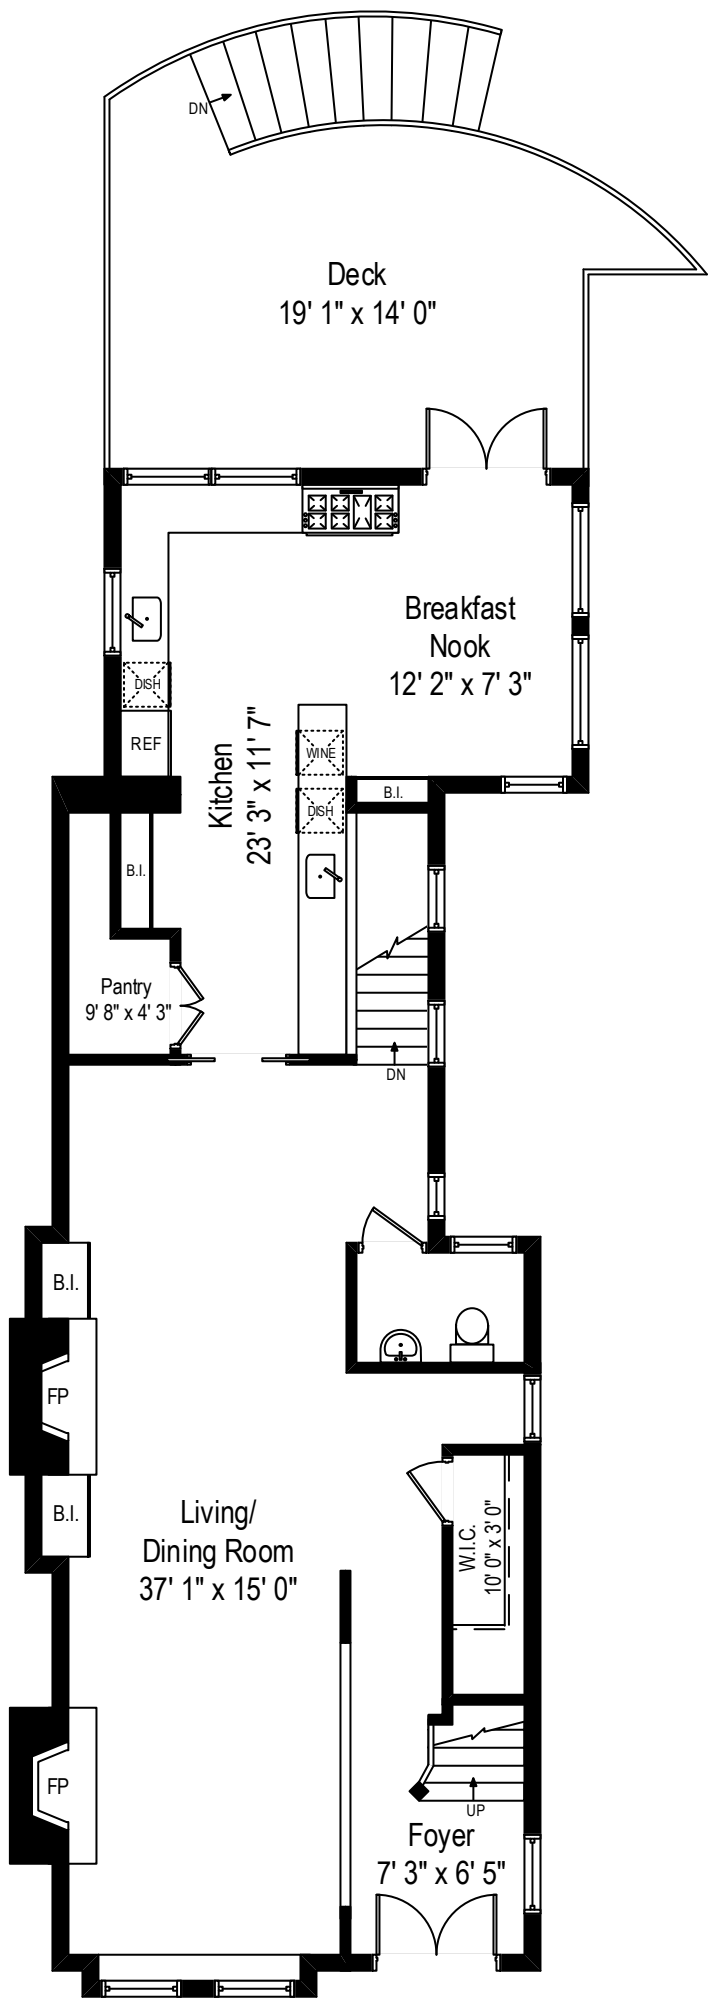 DN
Deck
19' 1" x 14' 0"
Breakfast
Nook
12' 2" x 7' 3"
DISH
REF
Kitchen
23' 3" x 11' 7"
WINE
DISH
B.I.
B.I.
Pantry
9' 8" x 4' 3"
DN
B.I.
FP
B.I.
Living/
Dining Room
37' 1" x 15' 0"
W.I.C.
10' 0" x 3' 0"
FP
UP
Foyer
7' 3" x 6' 5"